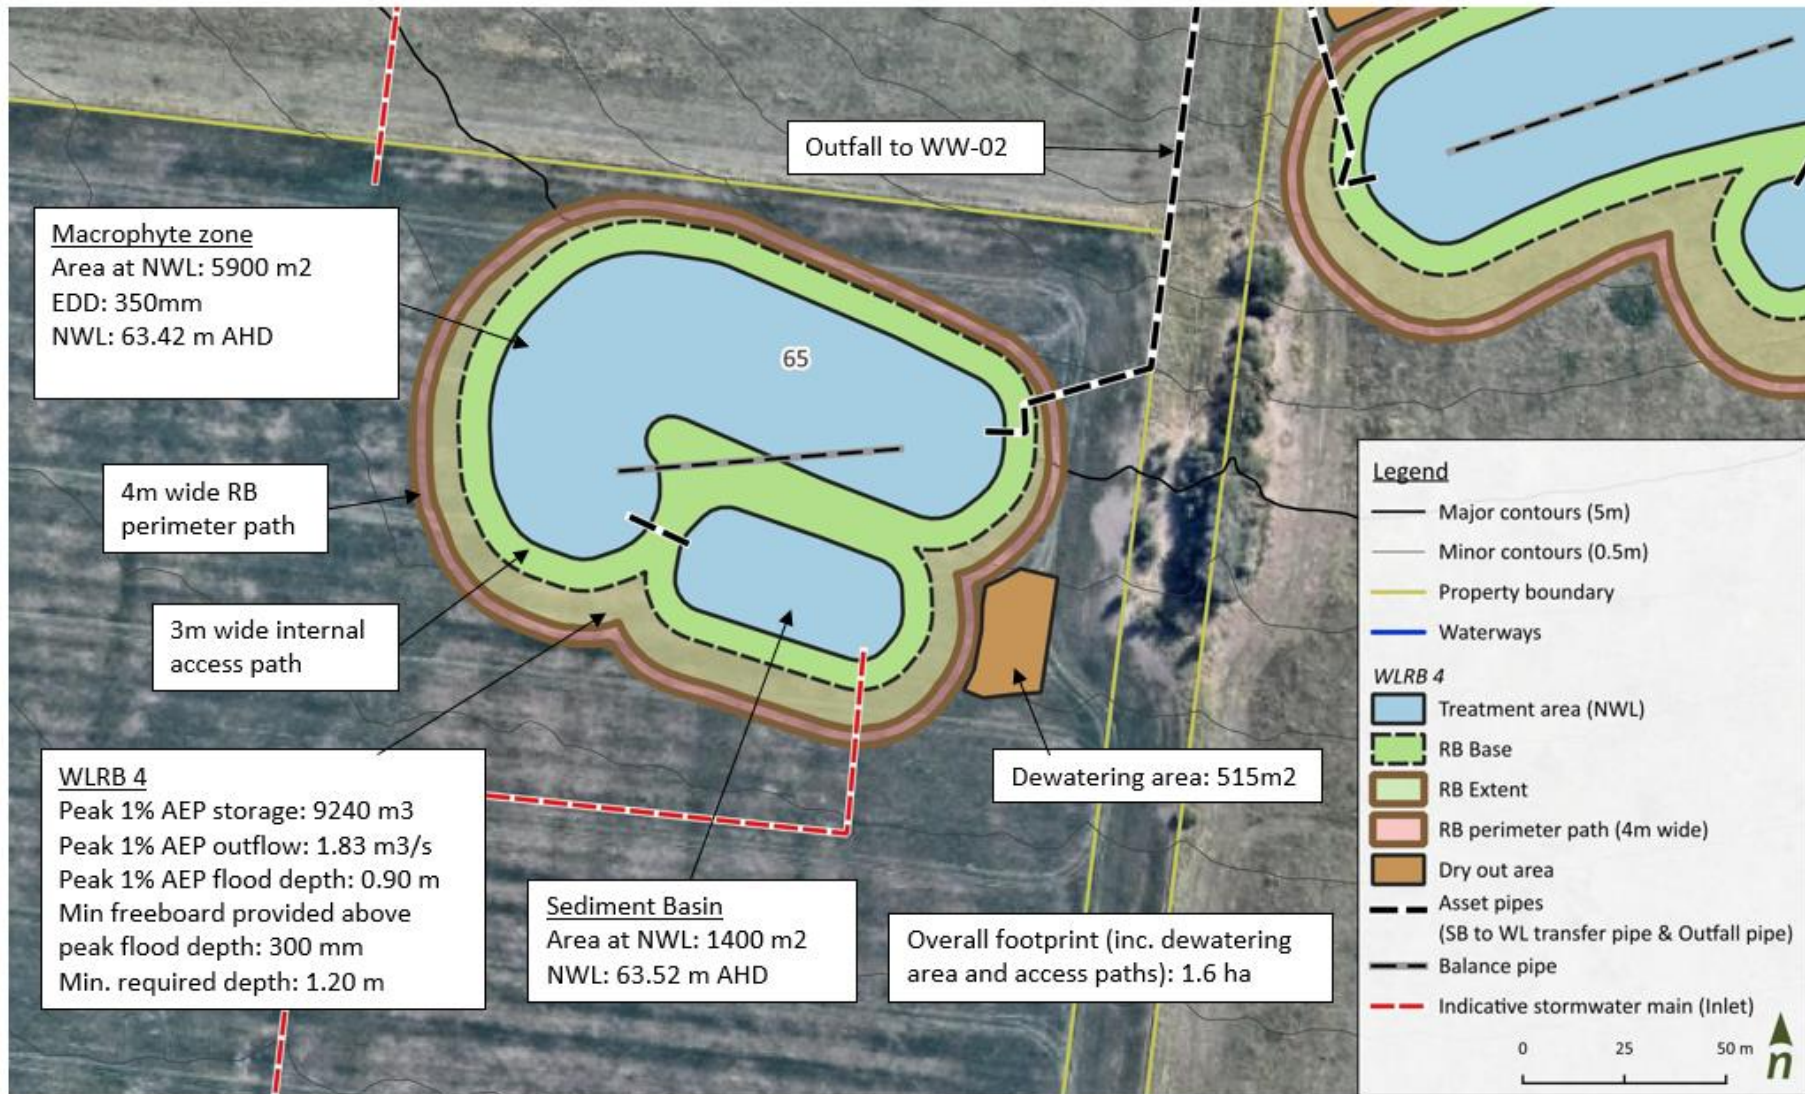 Outfall to WW-02
Macrophyte zone
Area at NWL: 5900 m2
EDD: 350mm
NWL: 63.42 m AHD
65
4m wide RB
perimeter path
3m wide internal
access path
WLRB 4
Peak 1% AEP storage: 9240 m3
Peak 1% AEP outflow: 1.83 m3/s
Peak 1% AEP flood depth: 0.90 m
Min freeboard provided above
peak flood depth: 300 mm
Min. required depth: 1.20 m
Sediment Basin
Area at NWL: 1400 m2
NWL: 63.52 m AHD
Dewatering area: 515m2
Overall footprint (inc. dewatering
area and access paths): 1.6 ha
Legend
Major contours (5m)
Minor contours (0.5m)
Property boundary
Waterways
WLRB 4
Treatment area (NWL)
RB Base
RB Extent
RB perimeter path (4m wide)
Dry out area
Asset pipes
(SB to WL transfer pipe & Outfall pipe)
Balance pipe
Indicative stormwater main (Inlet)
0 25 50 m
n